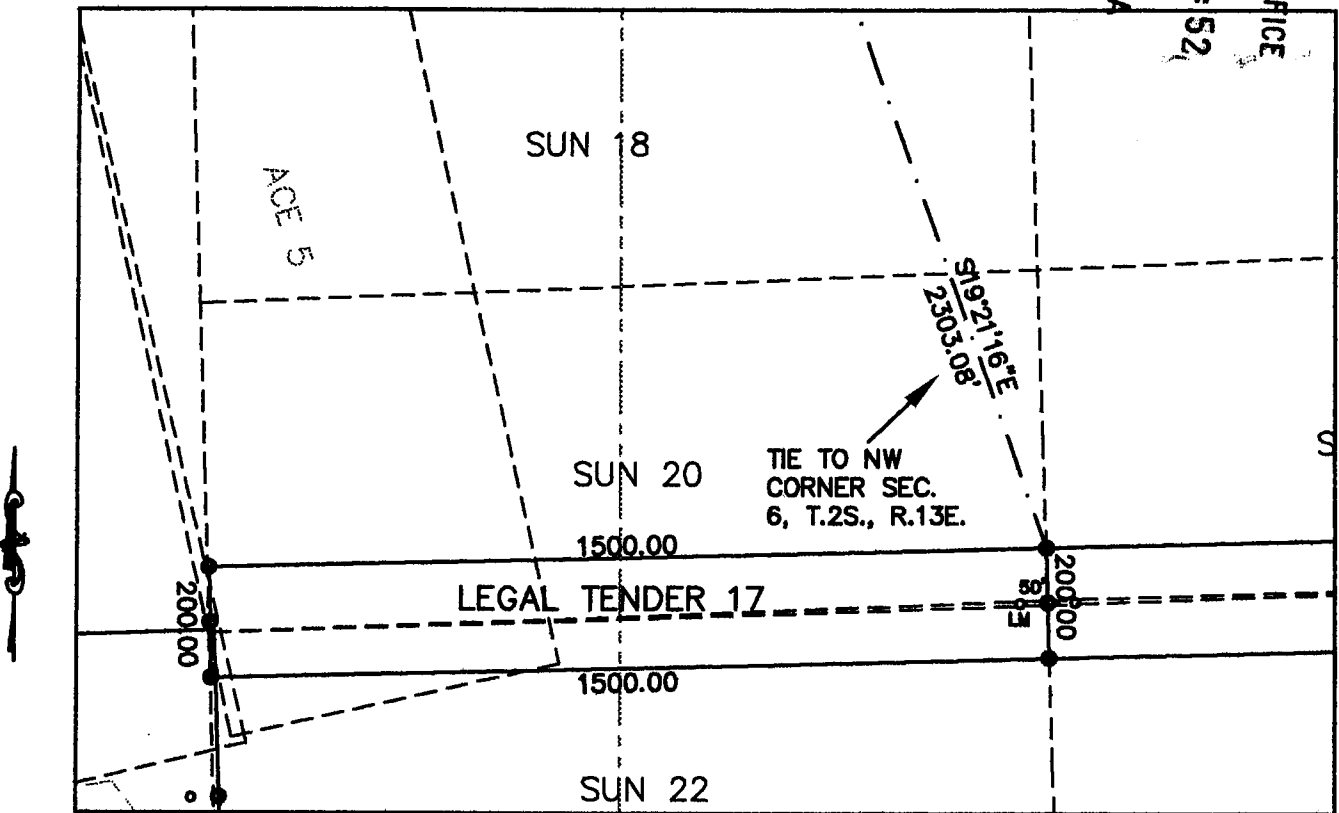 FICE
52
A
SUN 18
ACE 5
S19°21'16"E
2303.08'
TIE TO NW
CORNER SEC.
6, T.2S., R.13E.
S
SUN 20
1500.00
LEGAL TENDER 17
200.00
50'
LM
200.00
1500.00
SUN 22